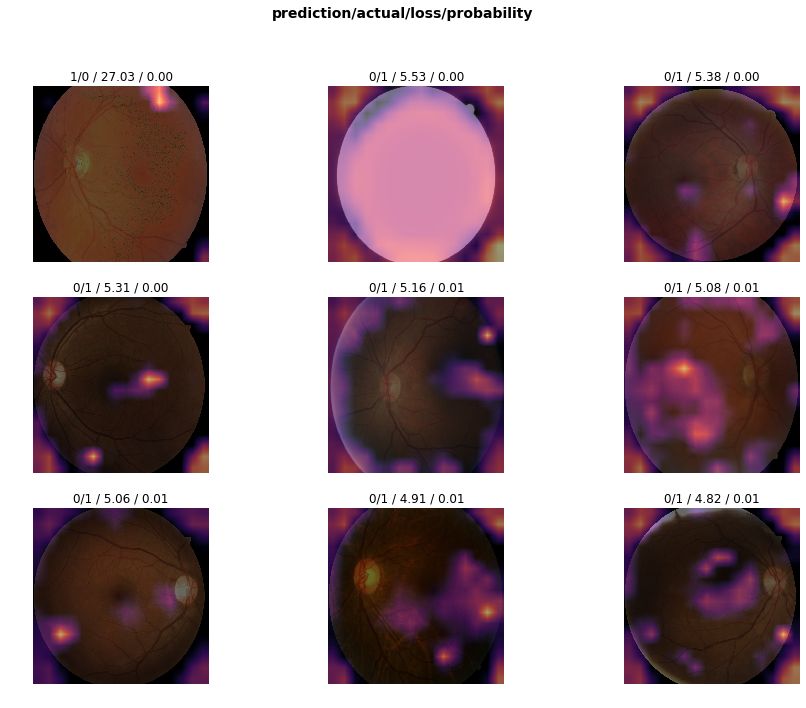 prediction/actual/loss/probability
1/0 / 27.03 / 0.00
0/1 / 5.53 / 0.00
0/1 / 5.38 / 0.00
0/1 / 5.31 / 0.00
0/1 / 5.16 / 0.01
0/1 / 5.08 / 0.01
0/1 / 5.06 / 0.01
0/1 / 4.91 / 0.01
0/1 / 4.82 / 0.01